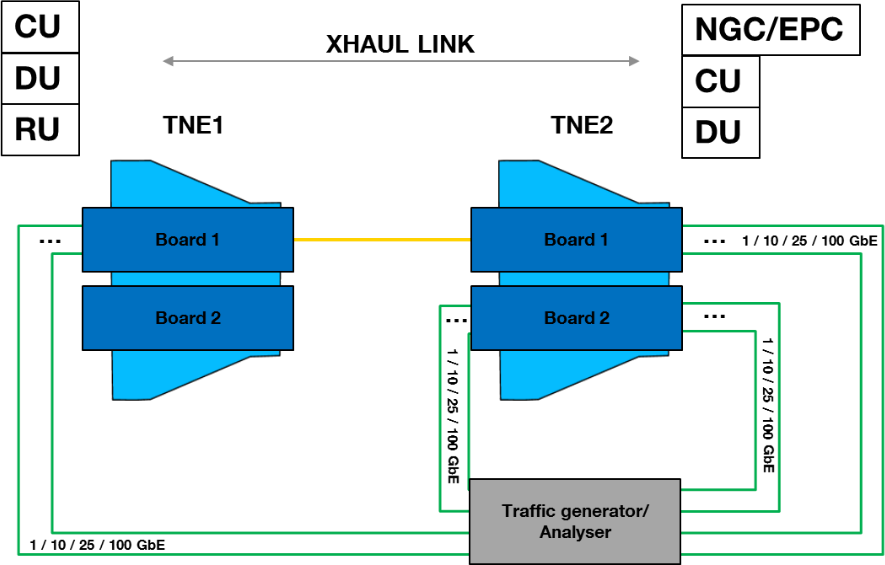 CU
DU
RU
XHAUL LINK
NGC/EPC
CU
DU
TNE1
TNE2
...
Board 1
Board 1
...
1 / 10 / 25 / 100 GbE
Board 2
...
Board 2
...
1 / 10 / 25 / 100 GbE
1 / 10 / 25 / 100 GbE
Traffic generator/
Analyser
1 / 10 / 25 / 100 GbE